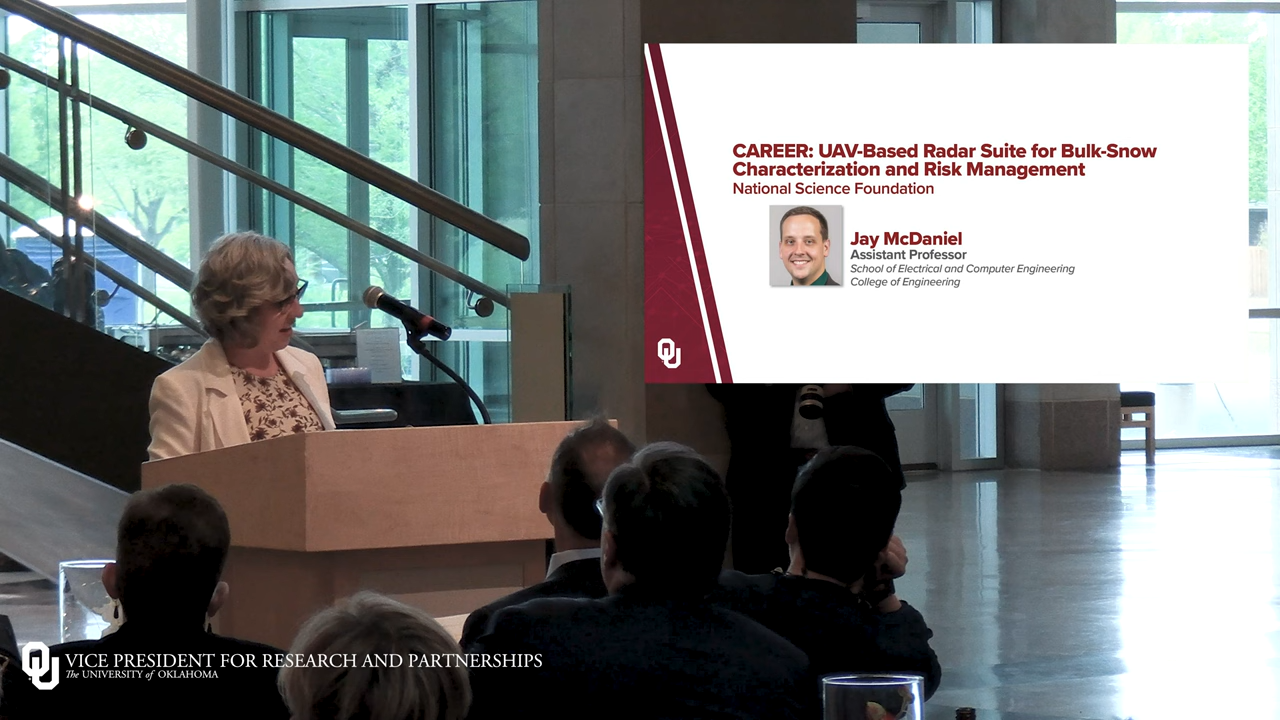 CAREER: UAV-Based Radar Suite for Bulk-Snow
Characterization and Risk Management
National Science Foundation
Jay McDaniel
Assistant Professor
School of Electrical and Computer Engineering
College of Engineering
OU
OU
VICE PRESIDENT FOR RESEARCH AND PARTNERSHIPS
The UNIVERSITY of OKLAHOMA